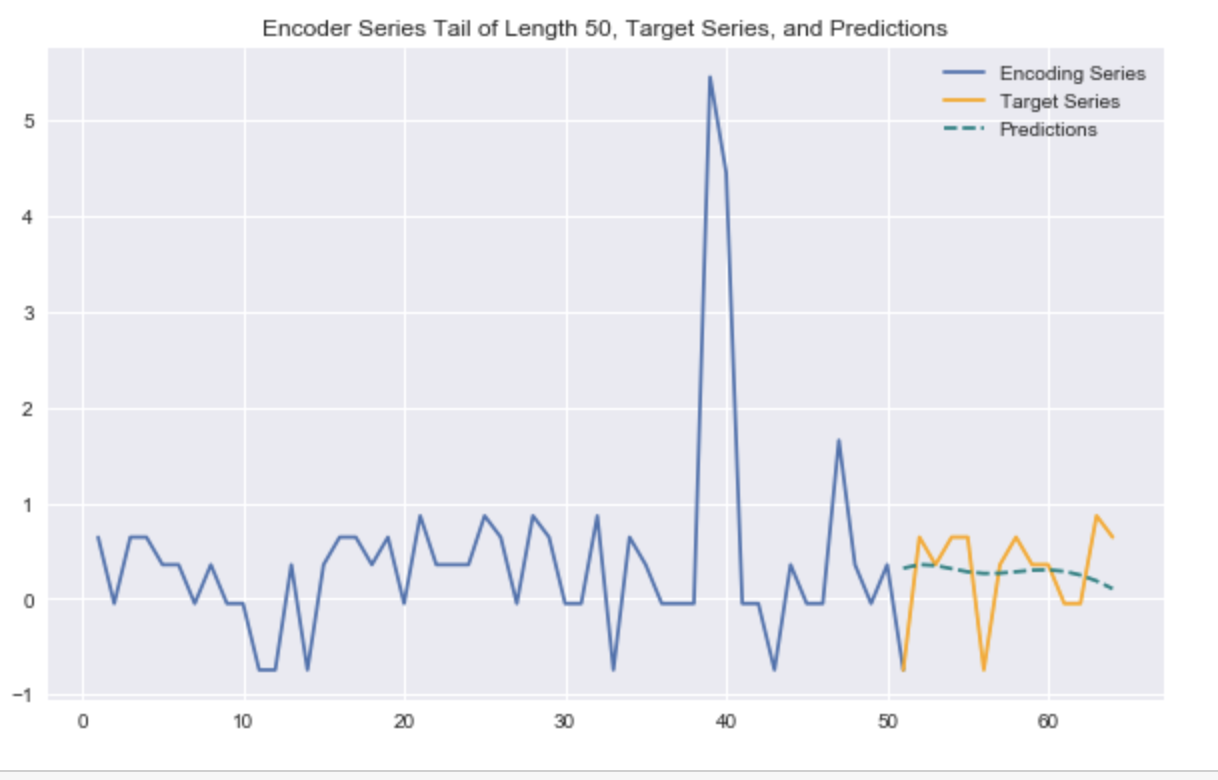 Encoder Series Tail of Length 50, Target Series, and Predictions
Encoding Series
Target Series
Predictions
5
4
3
2
1
0
−1
0 10 20 30 40 50 60